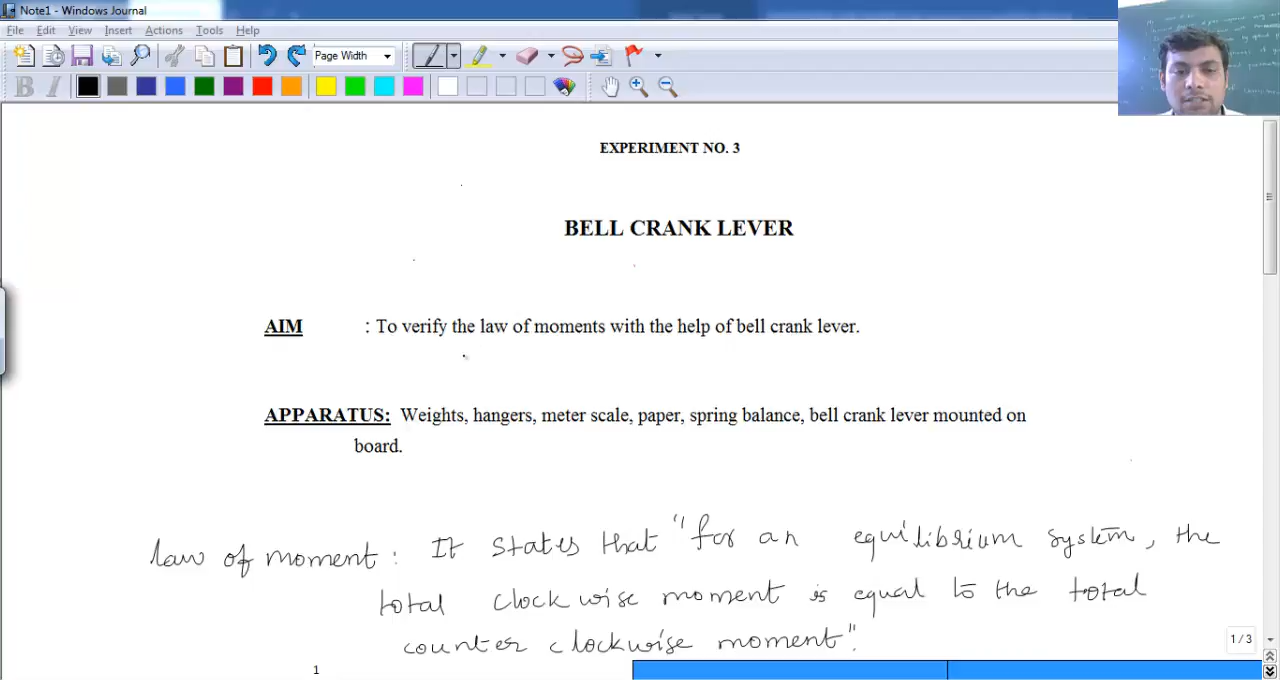 Note1 - Windows Journal
File Edit View Insert Actions Tools Help
Page Width
B I
EXPERIMENT NO. 3
BELL CRANK LEVER
AIM : To verify the law of moments with the help of bell crank lever.
APPARATUS: Weights, hangers, meter scale, paper, spring balance, bell crank lever mounted on
board.
law of moment : It states that "for an equilibrium system, the
total clockwise moment is equal to the total
counter clockwise moment".
1
1 / 3